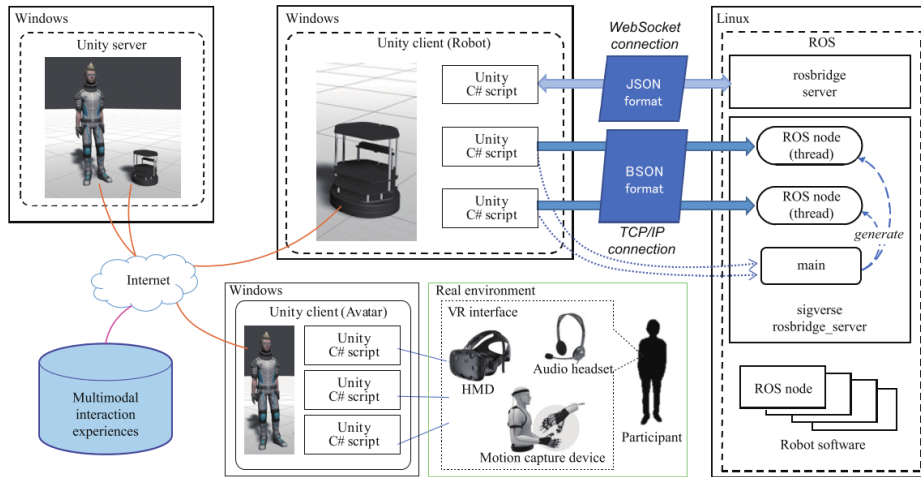 Windows
Unity server
Windows
Unity client (Robot)
Unity
C# script
Unity
C# script
Unity
C# script
WebSocket
connection
JSON
format
BSON
format
TCP/IP
connection
Linux
ROS
rosbridge
server
ROS node
(thread)
ROS node
(thread)
generate
main
sigverse
rosbridge_server
ROS node
Robot software
Internet
Multimodal
interaction
experiences
Windows
Unity client (Avatar)
Unity
C# script
Unity
C# script
Unity
C# script
Real environment
VR interface
HMD
Audio headset
Motion capture device
Participant